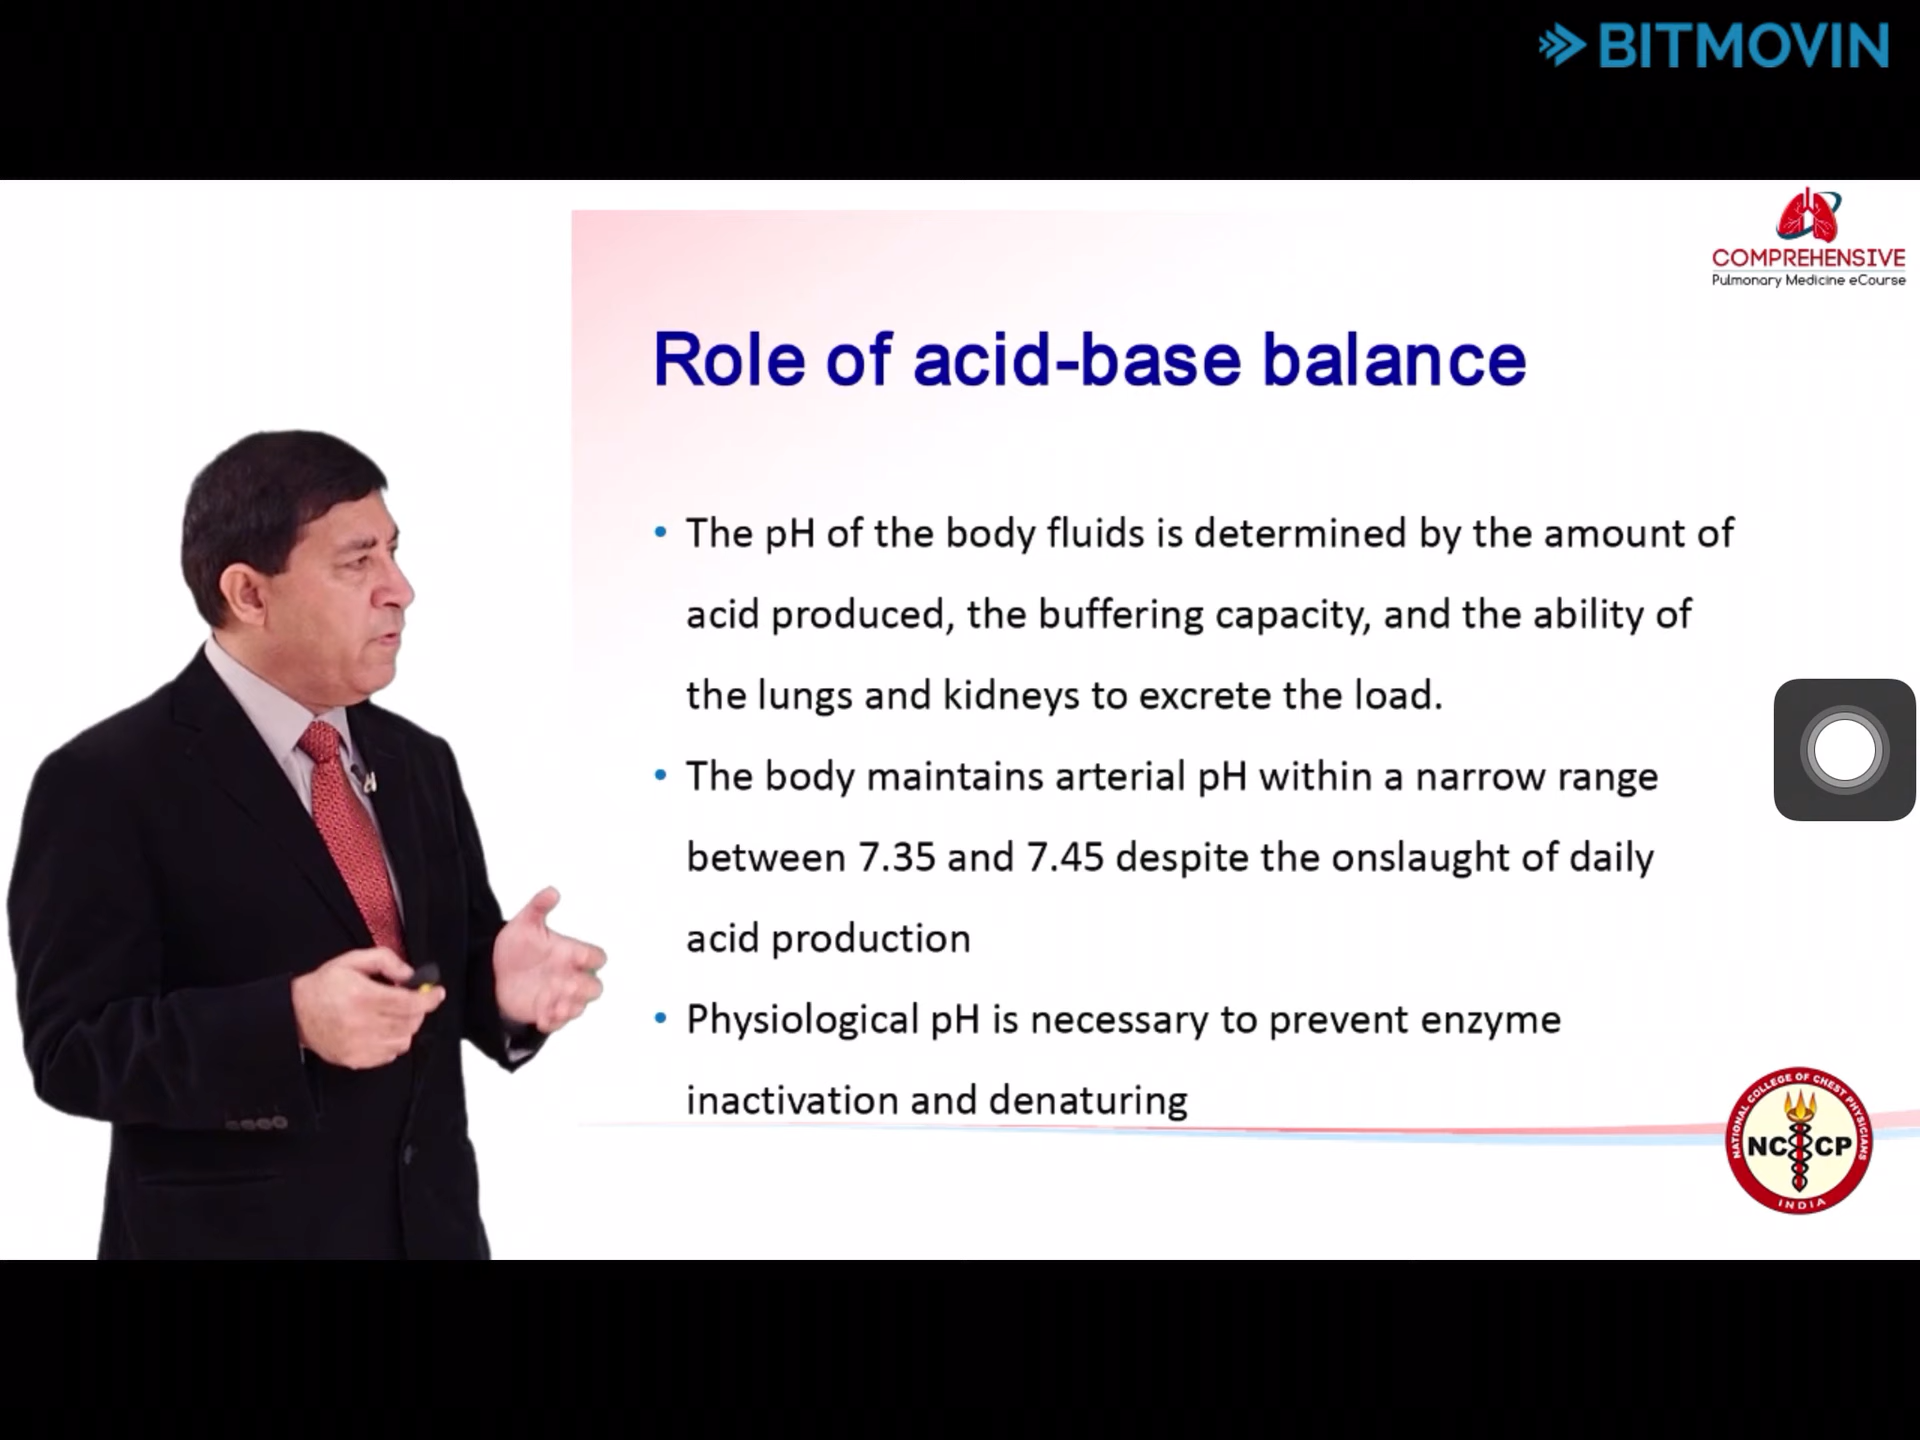 BITMOVIN
COMPREHENSIVE
Pulmonary Medicine eCourse
Role of acid-base balance
• The pH of the body fluids is determined by the amount of
acid produced, the buffering capacity, and the ability of
the lungs and kidneys to excrete the load.
• The body maintains arterial pH within a narrow range
between 7.35 and 7.45 despite the onslaught of daily
acid production
• Physiological pH is necessary to prevent enzyme
inactivation and denaturing
NATIONAL COLLEGE OF CHEST PHYSICIANS
NCCP
INDIA